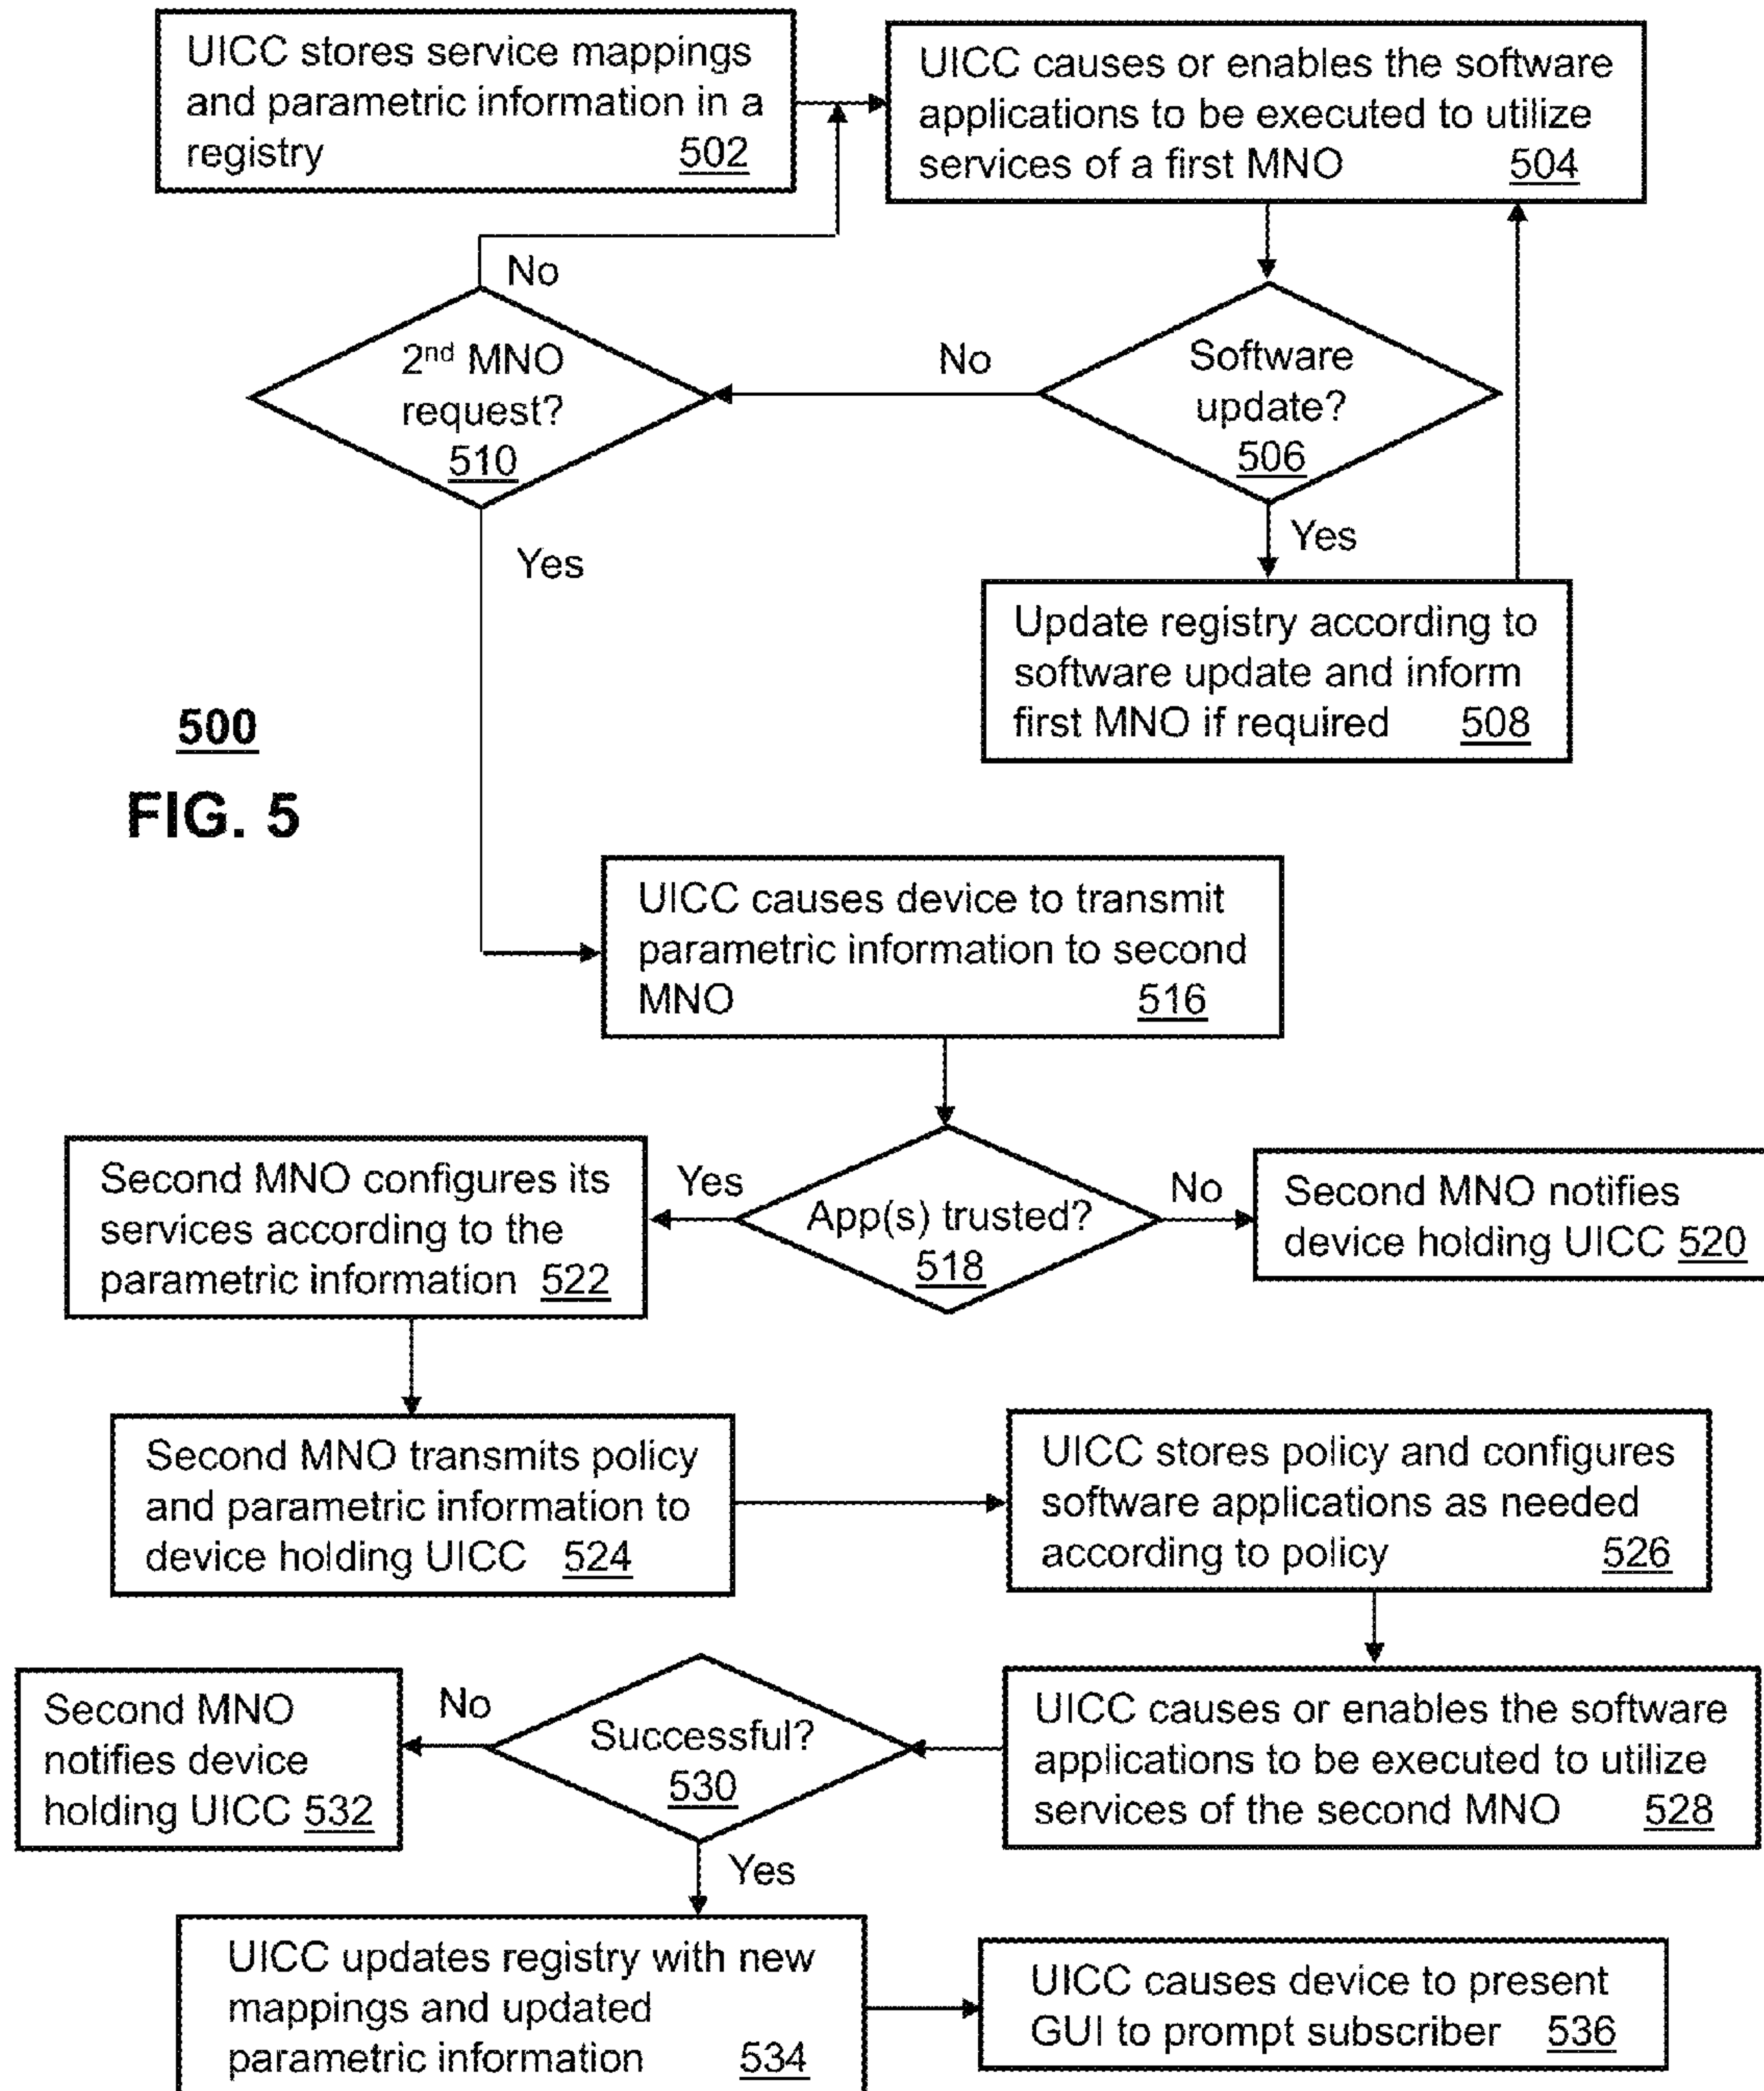 UICC stores service mappings
and parametric information in a
registry 502
UICC causes or enables the software
applications to be executed to utilize
services of a first MNO 504
No
2nd MNO
request?
510
No
Software
update?
506
Yes
Yes
Update registry according to
software update and inform
first MNO if required 508
500
FIG. 5
UICC causes device to transmit
parametric information to second
MNO 516
Second MNO configures its
services according to the
parametric information 522
Yes
App(s) trusted?
518
No
Second MNO notifies
device holding UICC 520
Second MNO transmits policy
and parametric information to
device holding UICC 524
UICC stores policy and configures
software applications as needed
according to policy 526
Second MNO
notifies device
holding UICC 532
No
Successful?
530
UICC causes or enables the software
applications to be executed to utilize
services of the second MNO 528
Yes
UICC updates registry with new
mappings and updated
parametric information 534
UICC causes device to present
GUI to prompt subscriber 536